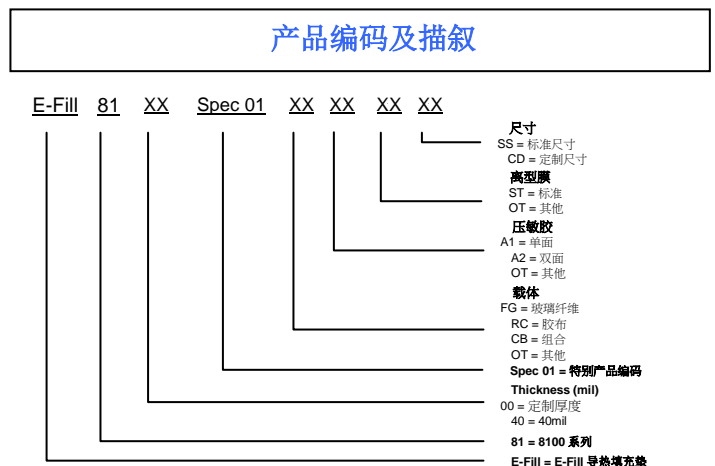 产品编码及描叙
E-Fill 81 XX Spec 01 XX XX XX XX
尺寸
SS = 标准尺寸
CD = 定制尺寸
离型膜
ST = 标准
OT = 其他
压敏胶
A1 = 单面
A2 = 双面
OT = 其他
载体
FG = 玻璃纤维
RC = 胶布
CB = 组合
OT = 其他
Spec 01 = 特别产品编码
Thickness (mil)
00 = 定制厚度
40 = 40mil
81 = 8100 系列
E-Fill = E-Fill 导热填充垫